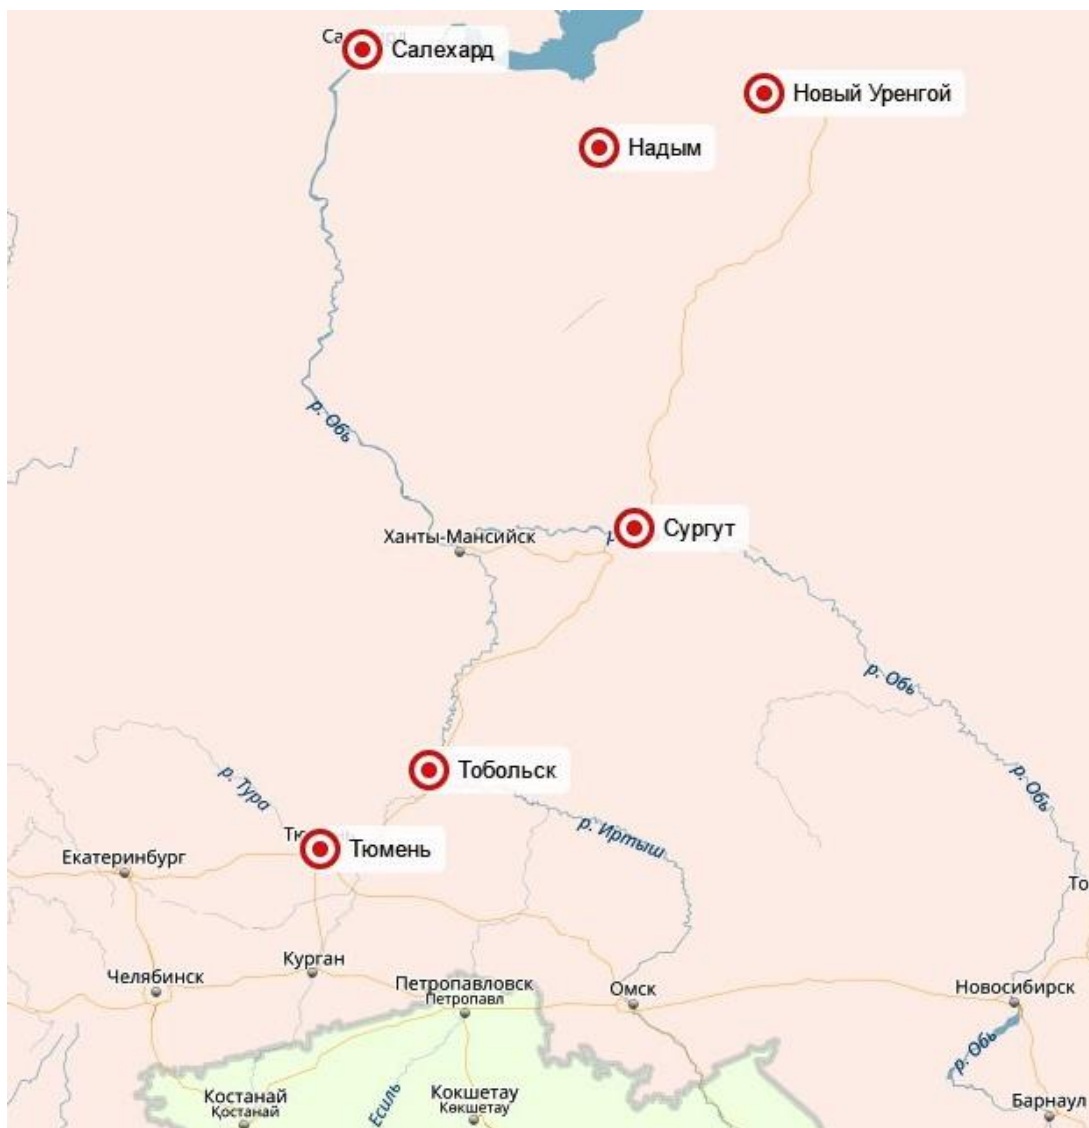 Салехард
Новый Уренгой
Надым
р. Обь
Сургут
Ханты-Мансийск
р. Обь
Тобольск
р. Тура
р. Обь
р. Иртыш
Тюмень
Екатеринбург
То
Курган
Челябинск
Петропавловск
Петропавл
Омск
Новосибирск
р. Обь
Костанай
Қостанай
Есиль
Кокшетау
Көкшетау
Барнаул